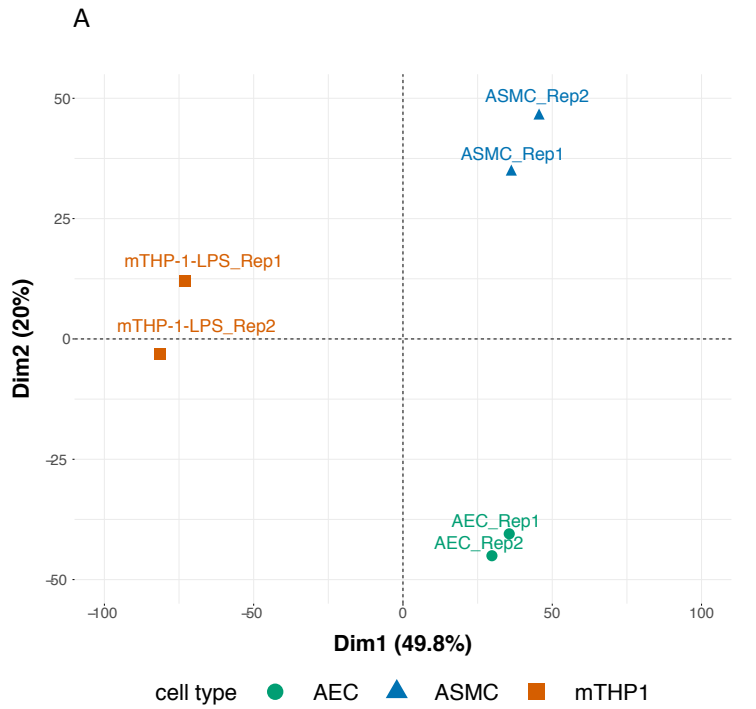 A
50
ASMC_Rep2
ASMC_Rep1
25
mTHP-1-LPS_Rep1
mTHP-1-LPS_Rep2
0
Dim2 (20%)
−25
AEC_Rep1
AEC_Rep2
−50
−100 −50 0 50 100
Dim1 (49.8%)
cell type AEC ASMC mTHP1